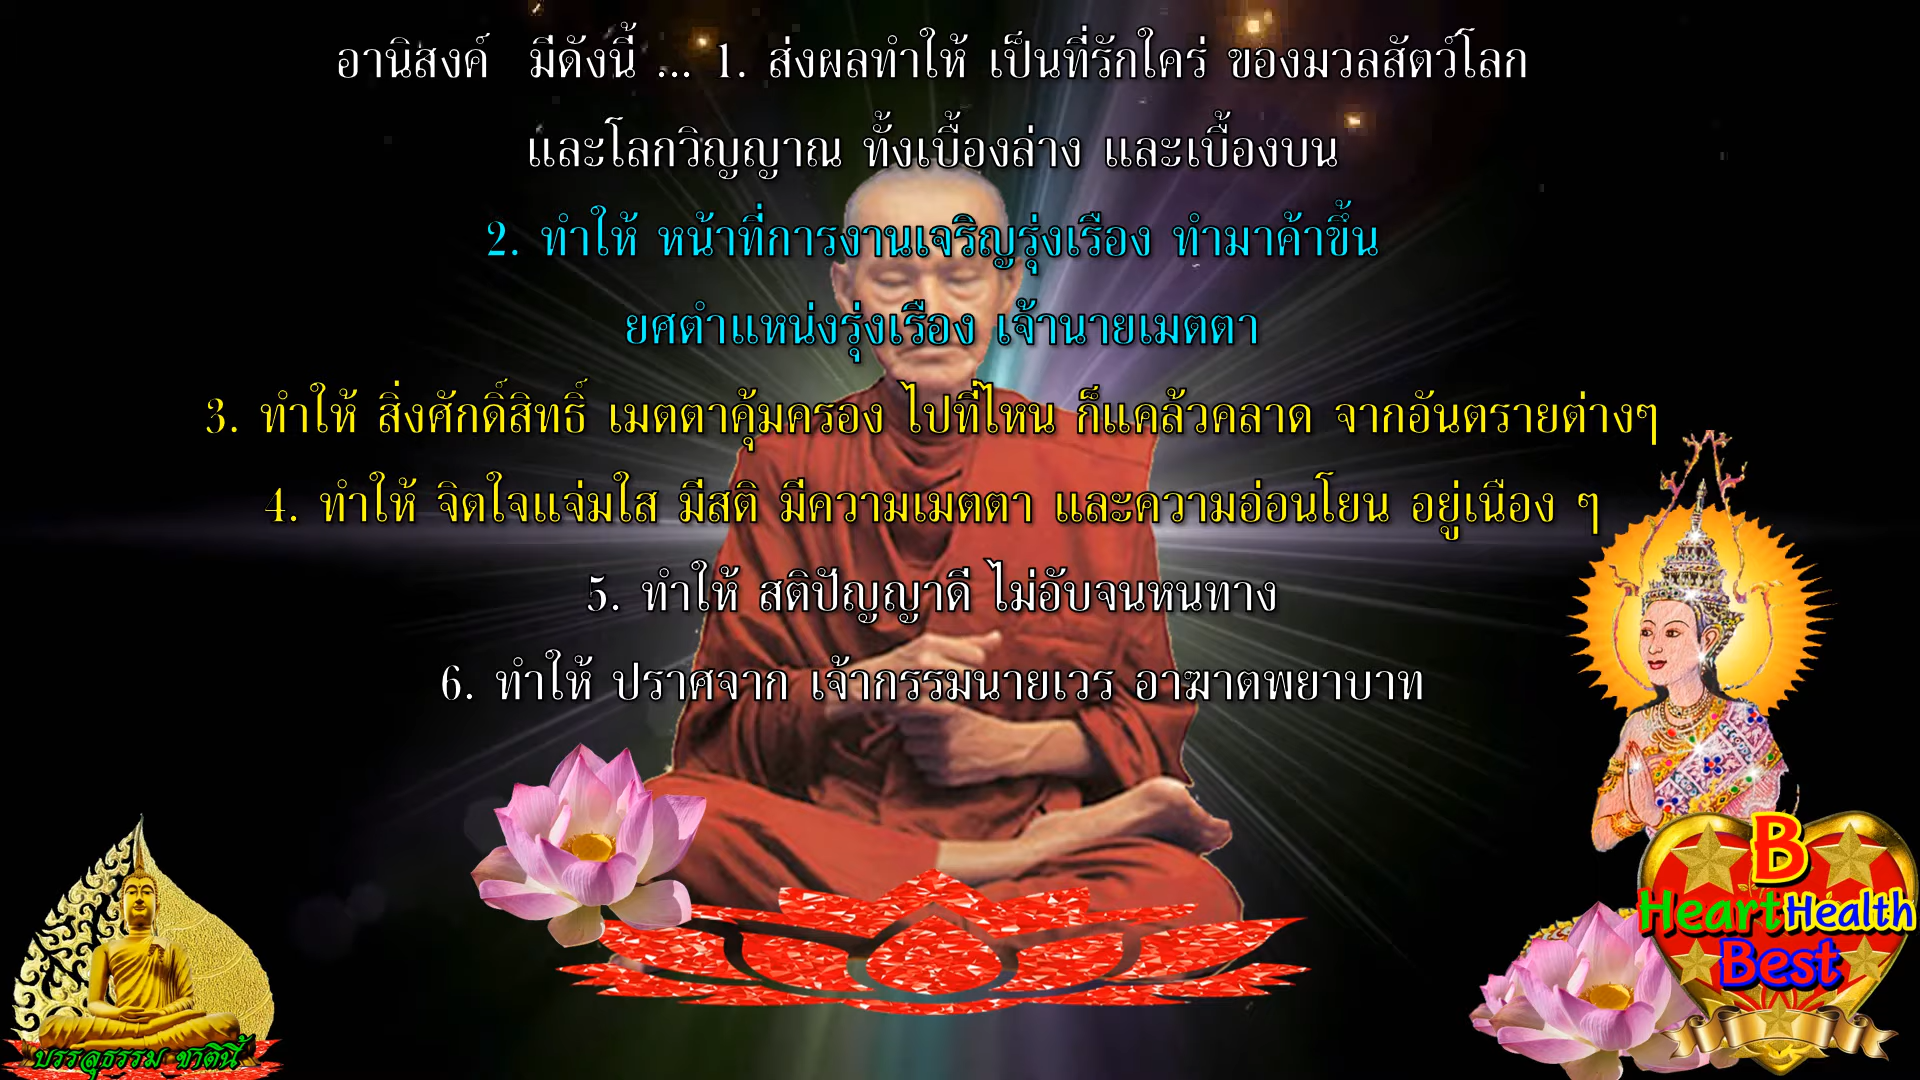 อานิสงค์ มีดังนี้ ... 1. ส่งผลทำให้ เป็นที่รักใคร่ ของมวลสัตว์โลก
และโลกวิญญาณ ทั้งเบื้องล่าง และเบื้องบน
2. ทำให้ หน้าที่การงานเจริญรุ่งเรือง ทำมาค้าขึ้น
ยศตำแหน่งรุ่งเรือง เจ้านายเมตตา
3. ทำให้ สิ่งศักดิ์สิทธิ์ เมตตาคุ้มครอง ไปที่ไหน ก็แคล้วคลาด จากอันตรายต่างๆ
4. ทำให้ จิตใจแจ่มใส มีสติ มีความเมตตา และความอ่อนโยน อยู่เนือง ๆ
5. ทำให้ สติปัญญาดี ไม่อับจนหนทาง
6. ทำให้ ปราศจาก เจ้ากรรมนายเวร อาฆาตพยาบาท
บรรลุธรรม ชาตินี้
B
Heart Health
Best